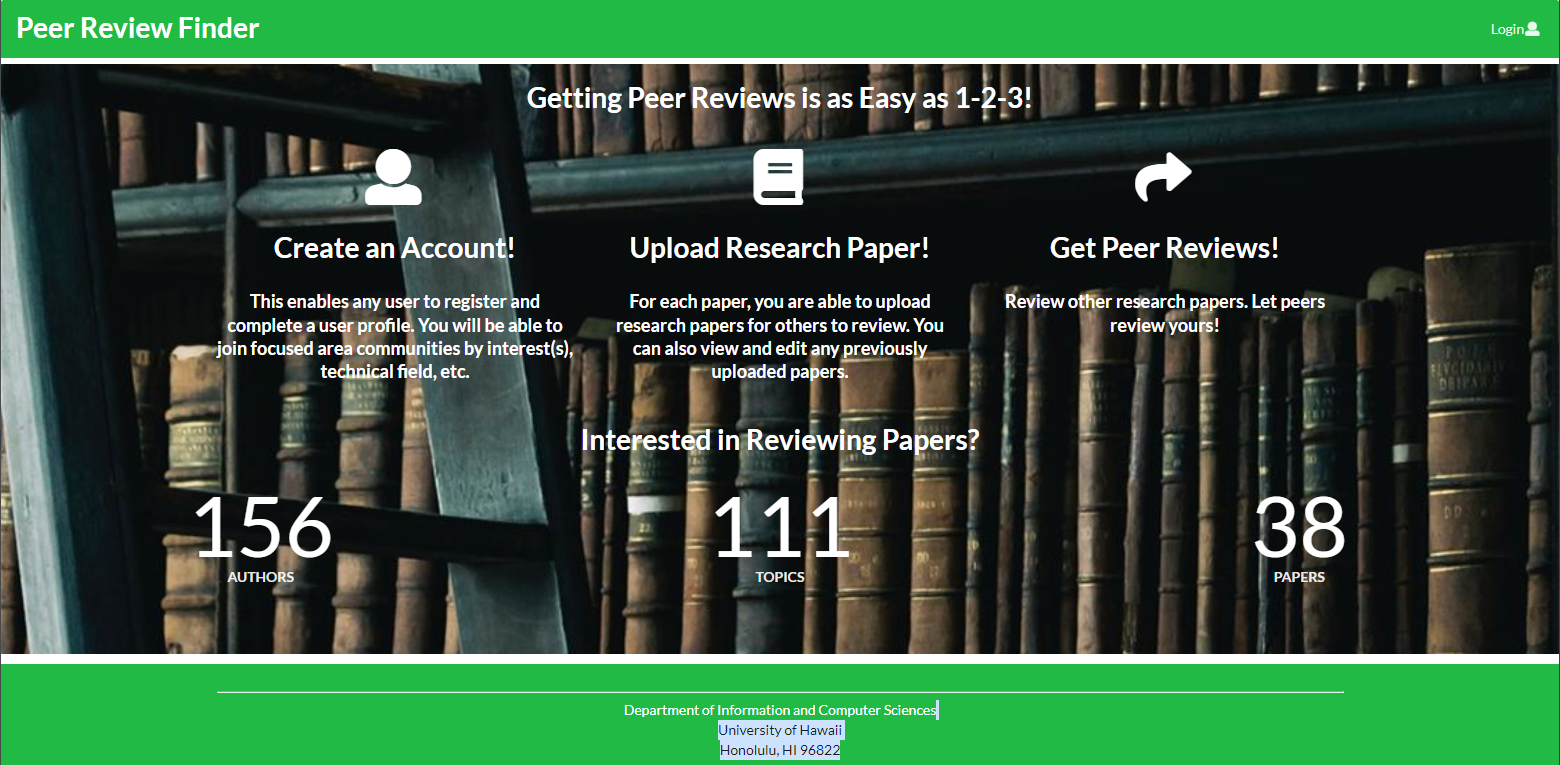 Peer Review Finder
Login
Getting Peer Reviews is as Easy as 1-2-3!
Create an Account!
This enables any user to register and
complete a user profile. You will be able to
join focused area communities by interest(s),
technical field, etc.
Upload Research Paper!
For each paper, you are able to upload
research papers for others to review. You
can also view and edit any previously
uploaded papers.
Get Peer Reviews!
Review other research papers. Let peers
review yours!
Interested in Reviewing Papers?
156
AUTHORS
111
TOPICS
38
PAPERS
Department of Information and Computer Sciences
University of Hawaii
Honolulu, HI 96822